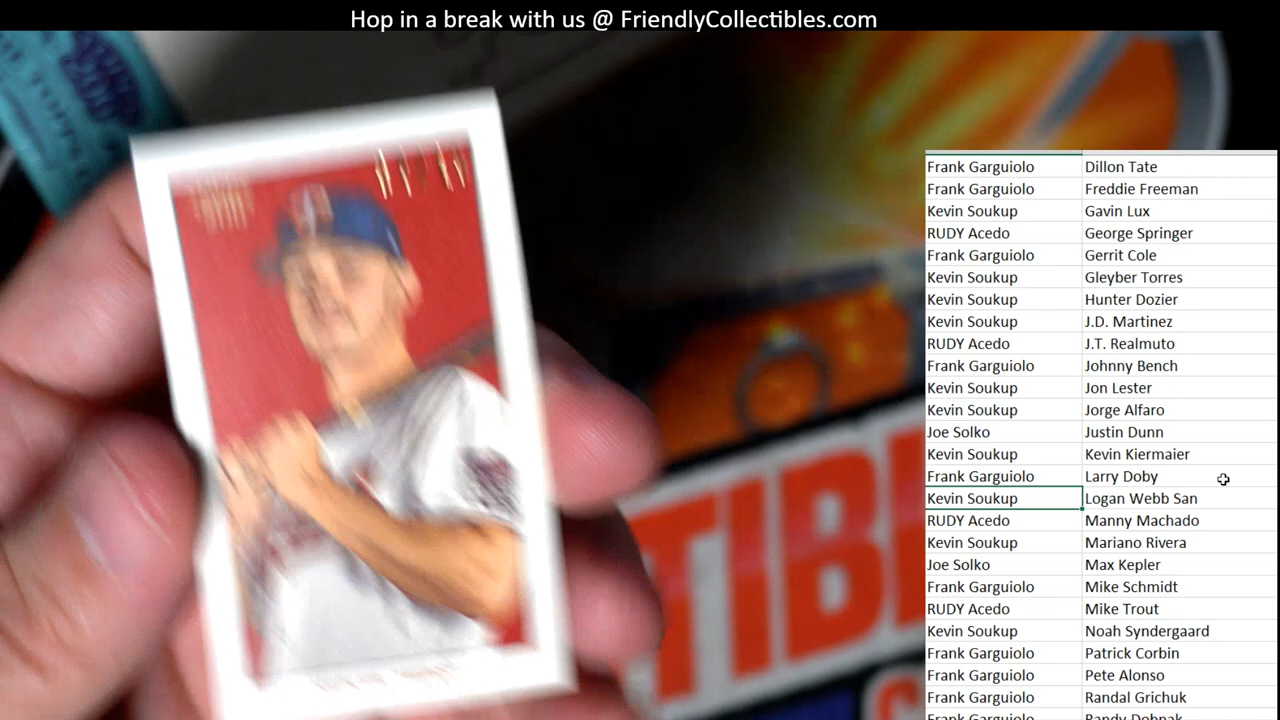 Hop in a break with us @ FriendlyCollectibles.com
Frank Garguiolo Dillon Tate
Frank Garguiolo Freddie Freeman
Kevin Soukup Gavin Lux
RUDY Acedo George Springer
Frank Garguiolo Gerrit Cole
Kevin Soukup Gleyber Torres
Kevin Soukup Hunter Dozier
Kevin Soukup J.D. Martinez
RUDY Acedo J.T. Realmuto
Frank Garguiolo Johnny Bench
Kevin Soukup Jon Lester
Kevin Soukup Jorge Alfaro
Joe Solko Justin Dunn
Kevin Soukup Kevin Kiermaier
Frank Garguiolo Larry Doby
Kevin Soukup Logan Webb San
RUDY Acedo Manny Machado
Kevin Soukup Mariano Rivera
Joe Solko Max Kepler
Frank Garguiolo Mike Schmidt
RUDY Acedo Mike Trout
Kevin Soukup Noah Syndergaard
Frank Garguiolo Patrick Corbin
Frank Garguiolo Pete Alonso
Frank Garguiolo Randal Grichuk
Frank Garguiolo Randy Dobnak
TIBL